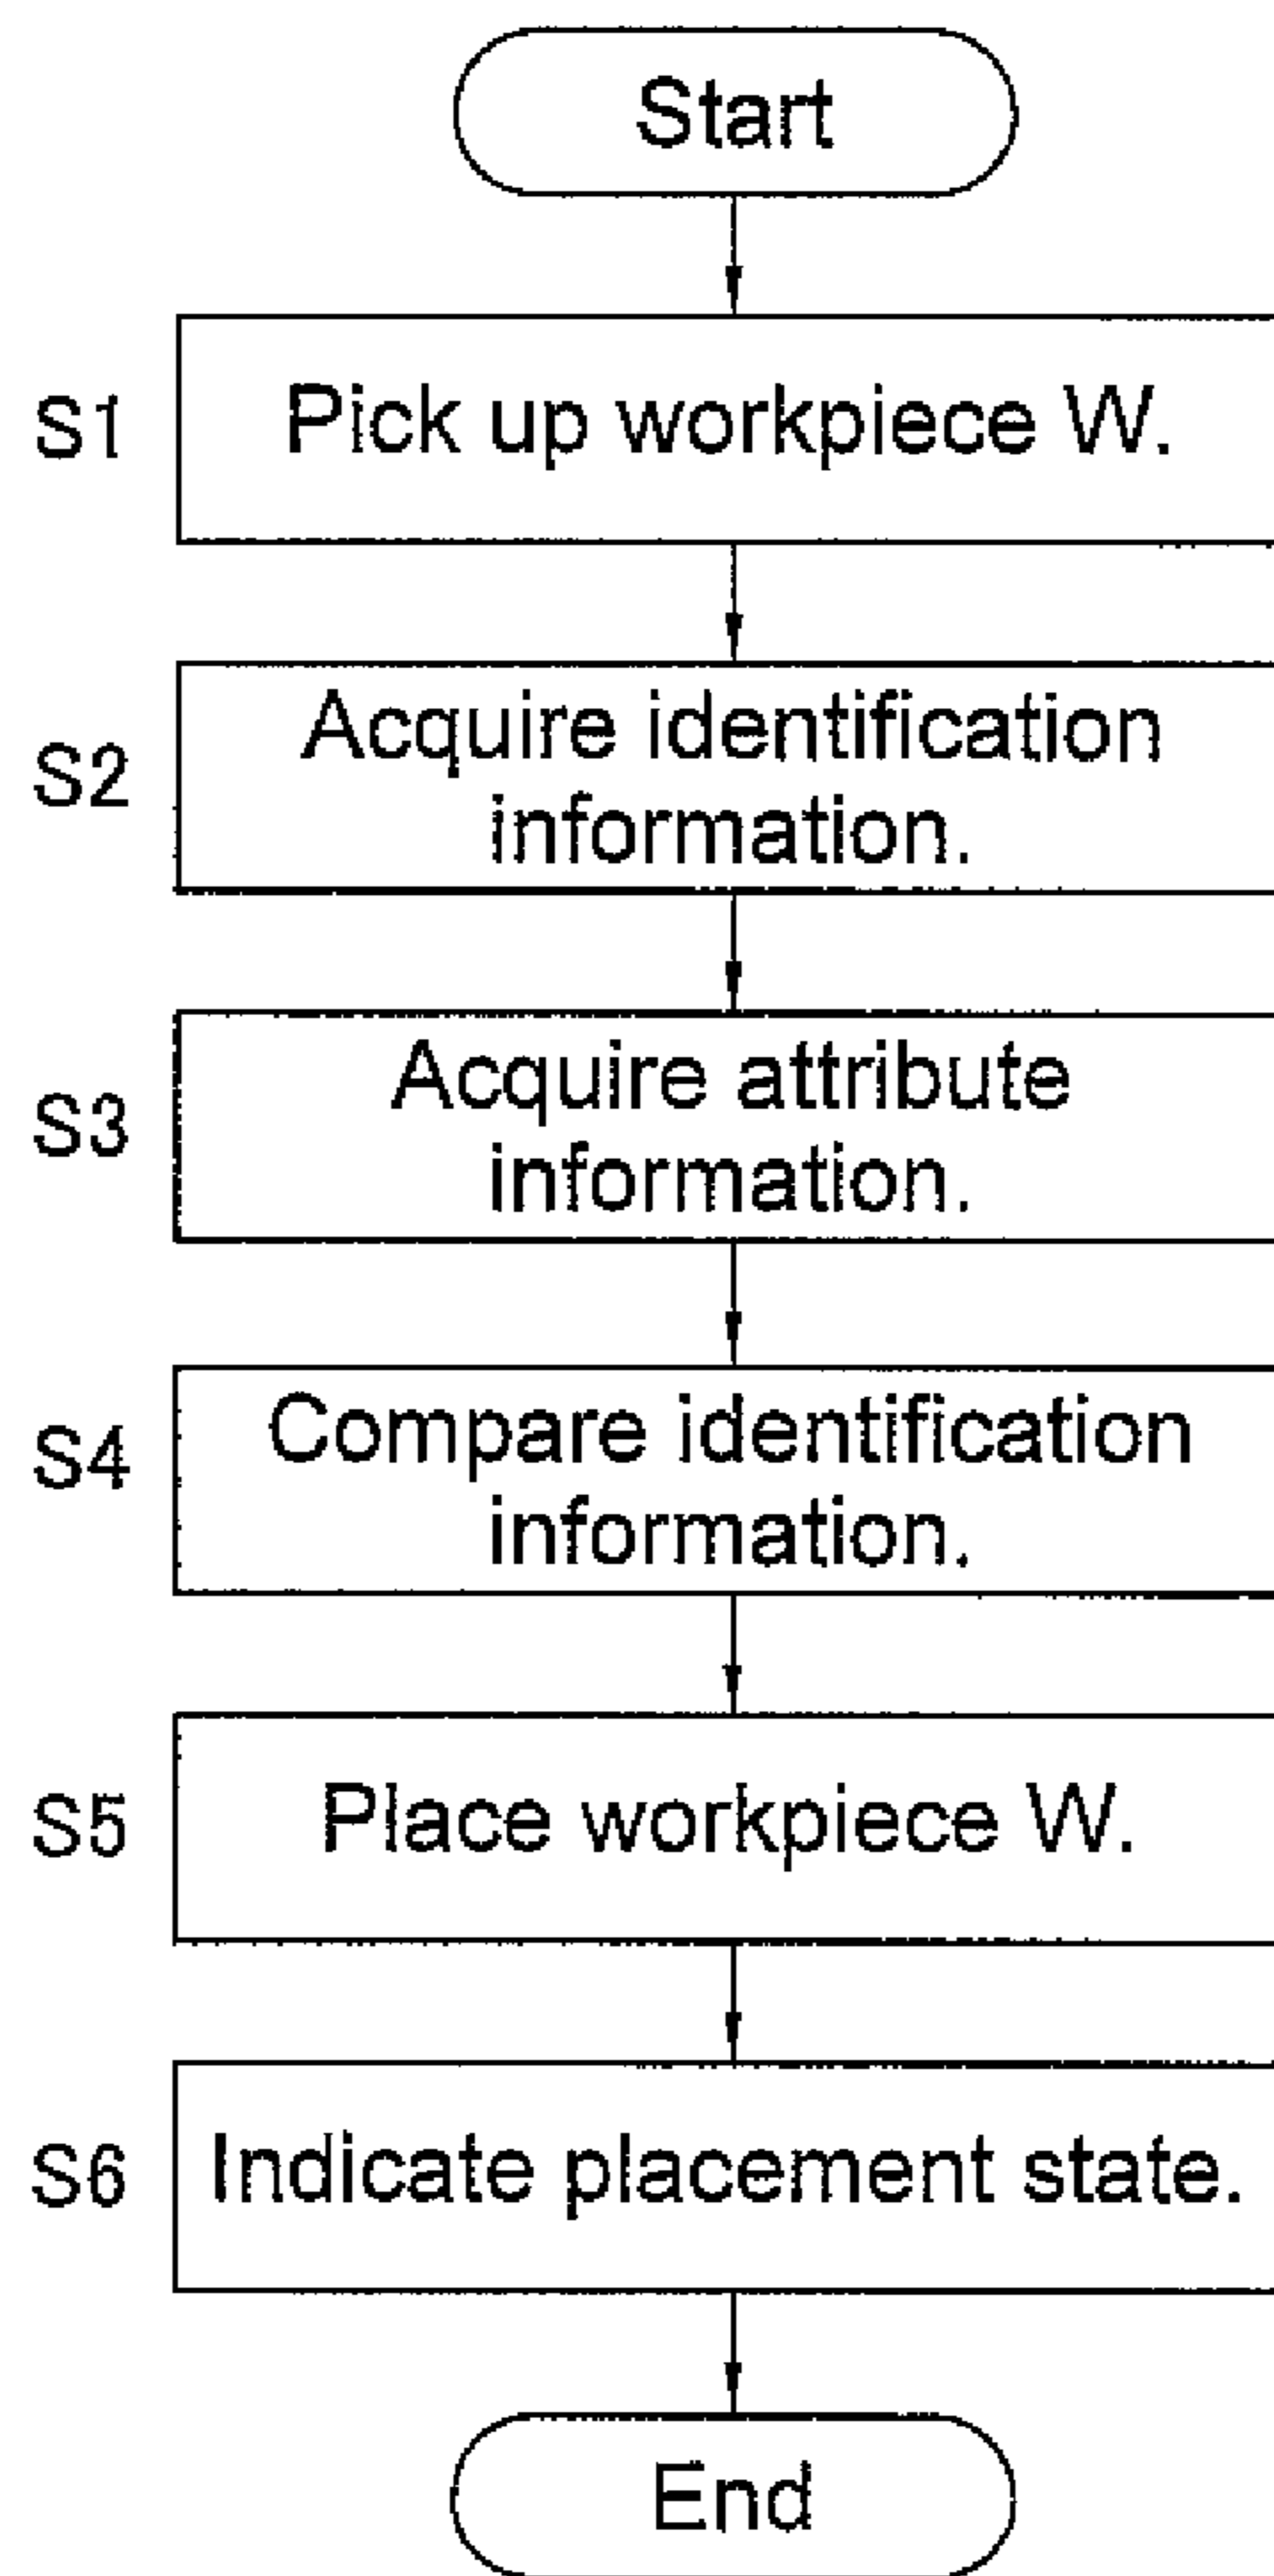 Start
S1
Pick up workpiece W.
S2
Acquire identification
information.
S3
Acquire attribute
information.
S4
Compare identification
information.
S5
Place workpiece W.
S6
Indicate placement state.
End